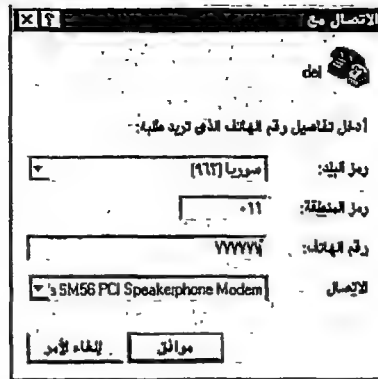 الاتصال مع
del
أدخل تفاصيل رقم الهاتف الذي تريد طلبه:
رمز البلد: سوريا (٩٦٣)
رمز المنطقة: ٠١١
رقم الهاتف: ٧٧٧٧٧٧
الاتصال 's SM56 PCI Speakerphone Modem
موافق إلغاء الأمر